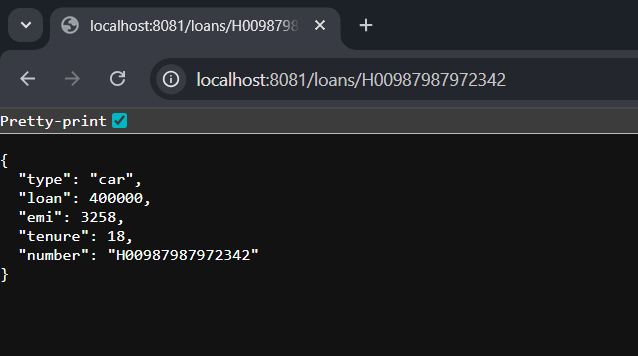 localhost:8081/loans/H0098798
localhost:8081/loans/H00987987972342
Pretty-print
{
"type": "car",
"loan": 400000,
"emi": 3258,
"tenure": 18,
"number": "H00987987972342"
}